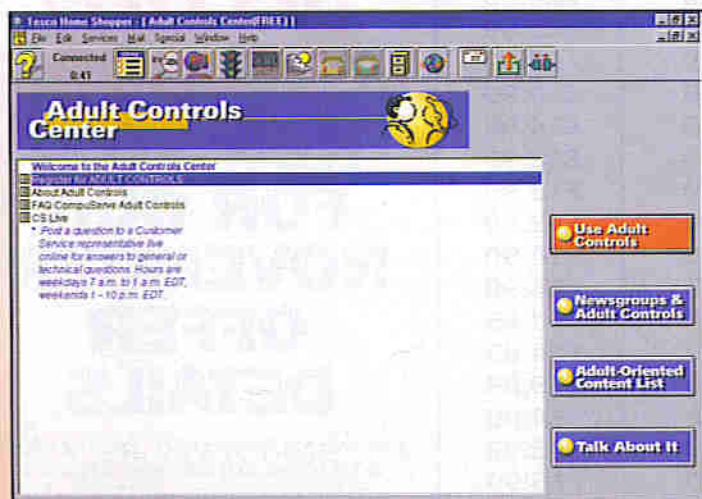 Tesco Home Shopper - [ Adult Controls Center(FREE) ]
File Edit Services Mail Special Window Help
Connected
0:41
Adult Controls
Center
Welcome to the Adult Controls Center
Register for ADULT CONTROLS
About Adult Controls
FAQ CompuServe Adult Controls
CS Live
* Post a question to a Customer
Service representative live
online for answers to general or
technical questions. Hours are
weekdays 7 a.m. to 1 a.m. EDT,
weekends 1 - 10 p.m. EDT.
Use Adult
Controls
Newsgroups &
Adult Controls
Adult-Oriented
Content List
Talk About It